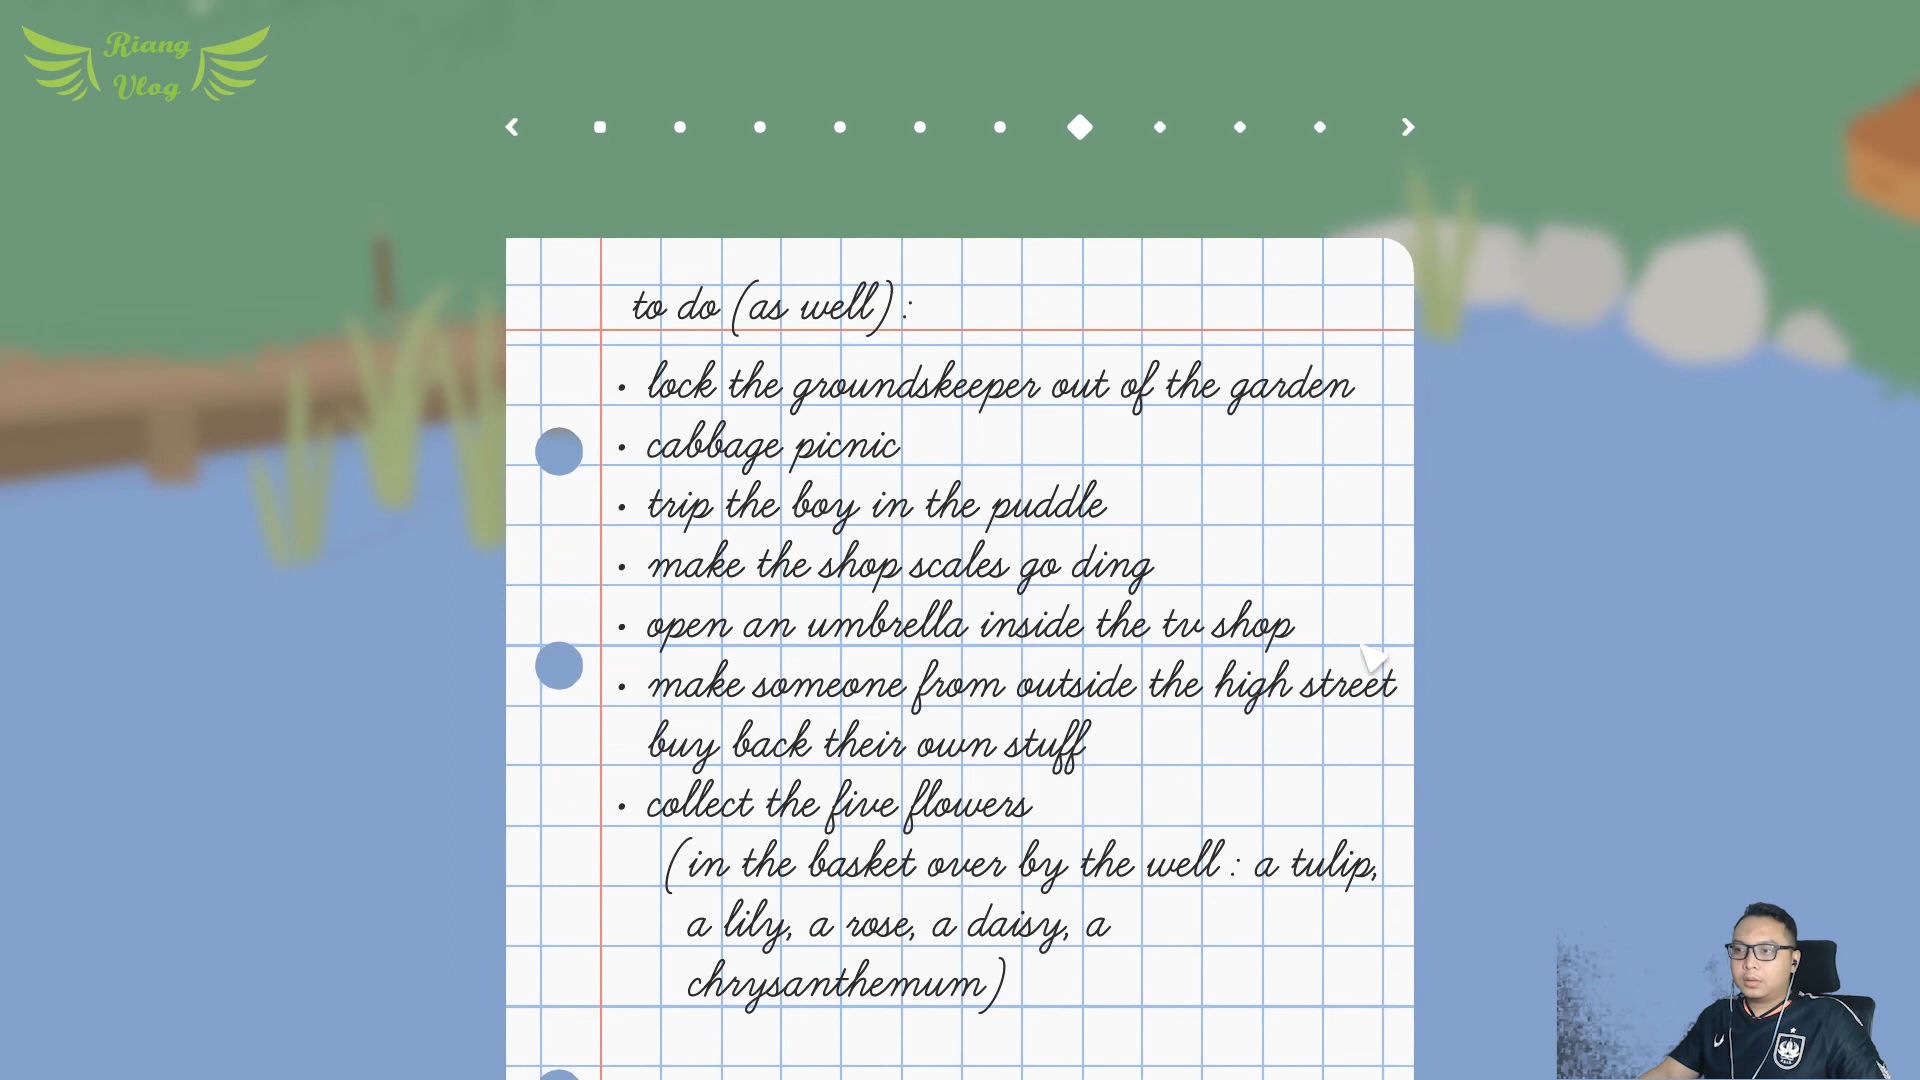 Riang
Vlog
to do (as well) :
• lock the groundskeeper out of the garden
• cabbage picnic
• trip the boy in the puddle
• make the shop scales go ding
• open an umbrella inside the tv shop
• make someone from outside the high street
buy back their own stuff
• collect the five flowers
(in the basket over by the well : a tulip,
a lily, a rose, a daisy, a
chrysanthemum)